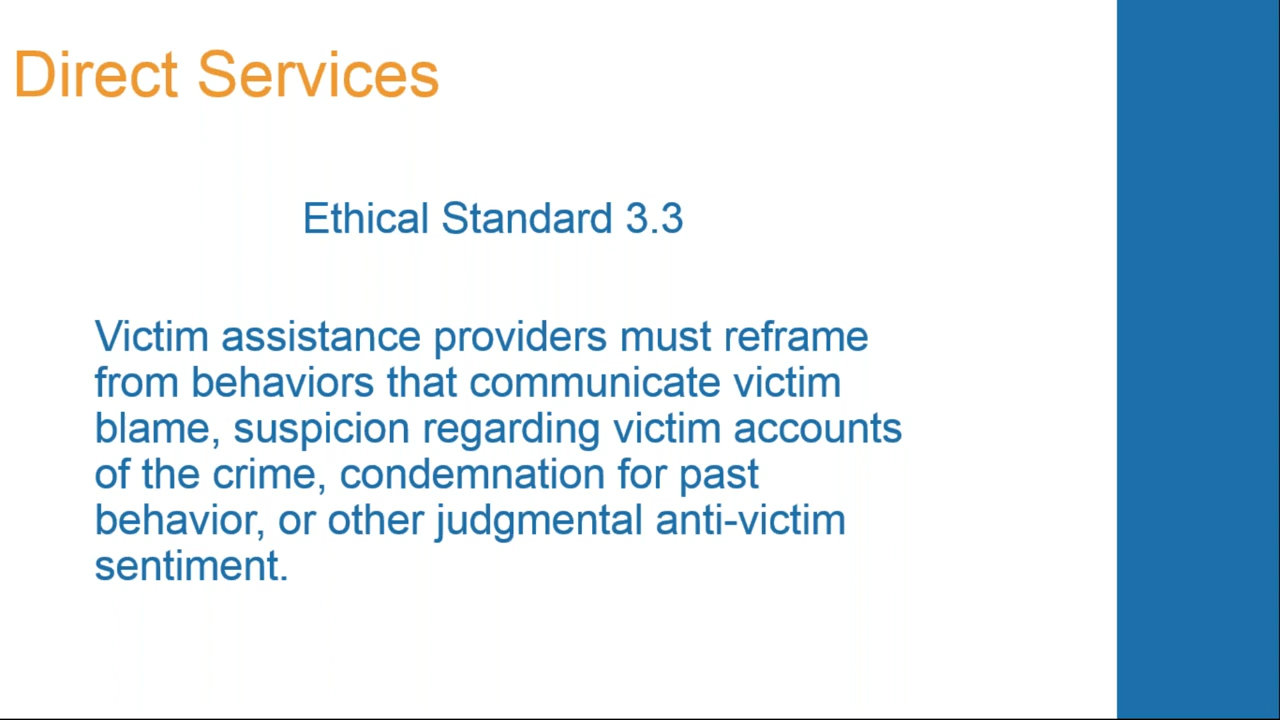 Direct Services
Ethical Standard 3.3
Victim assistance providers must reframe
from behaviors that communicate victim
blame, suspicion regarding victim accounts
of the crime, condemnation for past
behavior, or other judgmental anti-victim
sentiment.